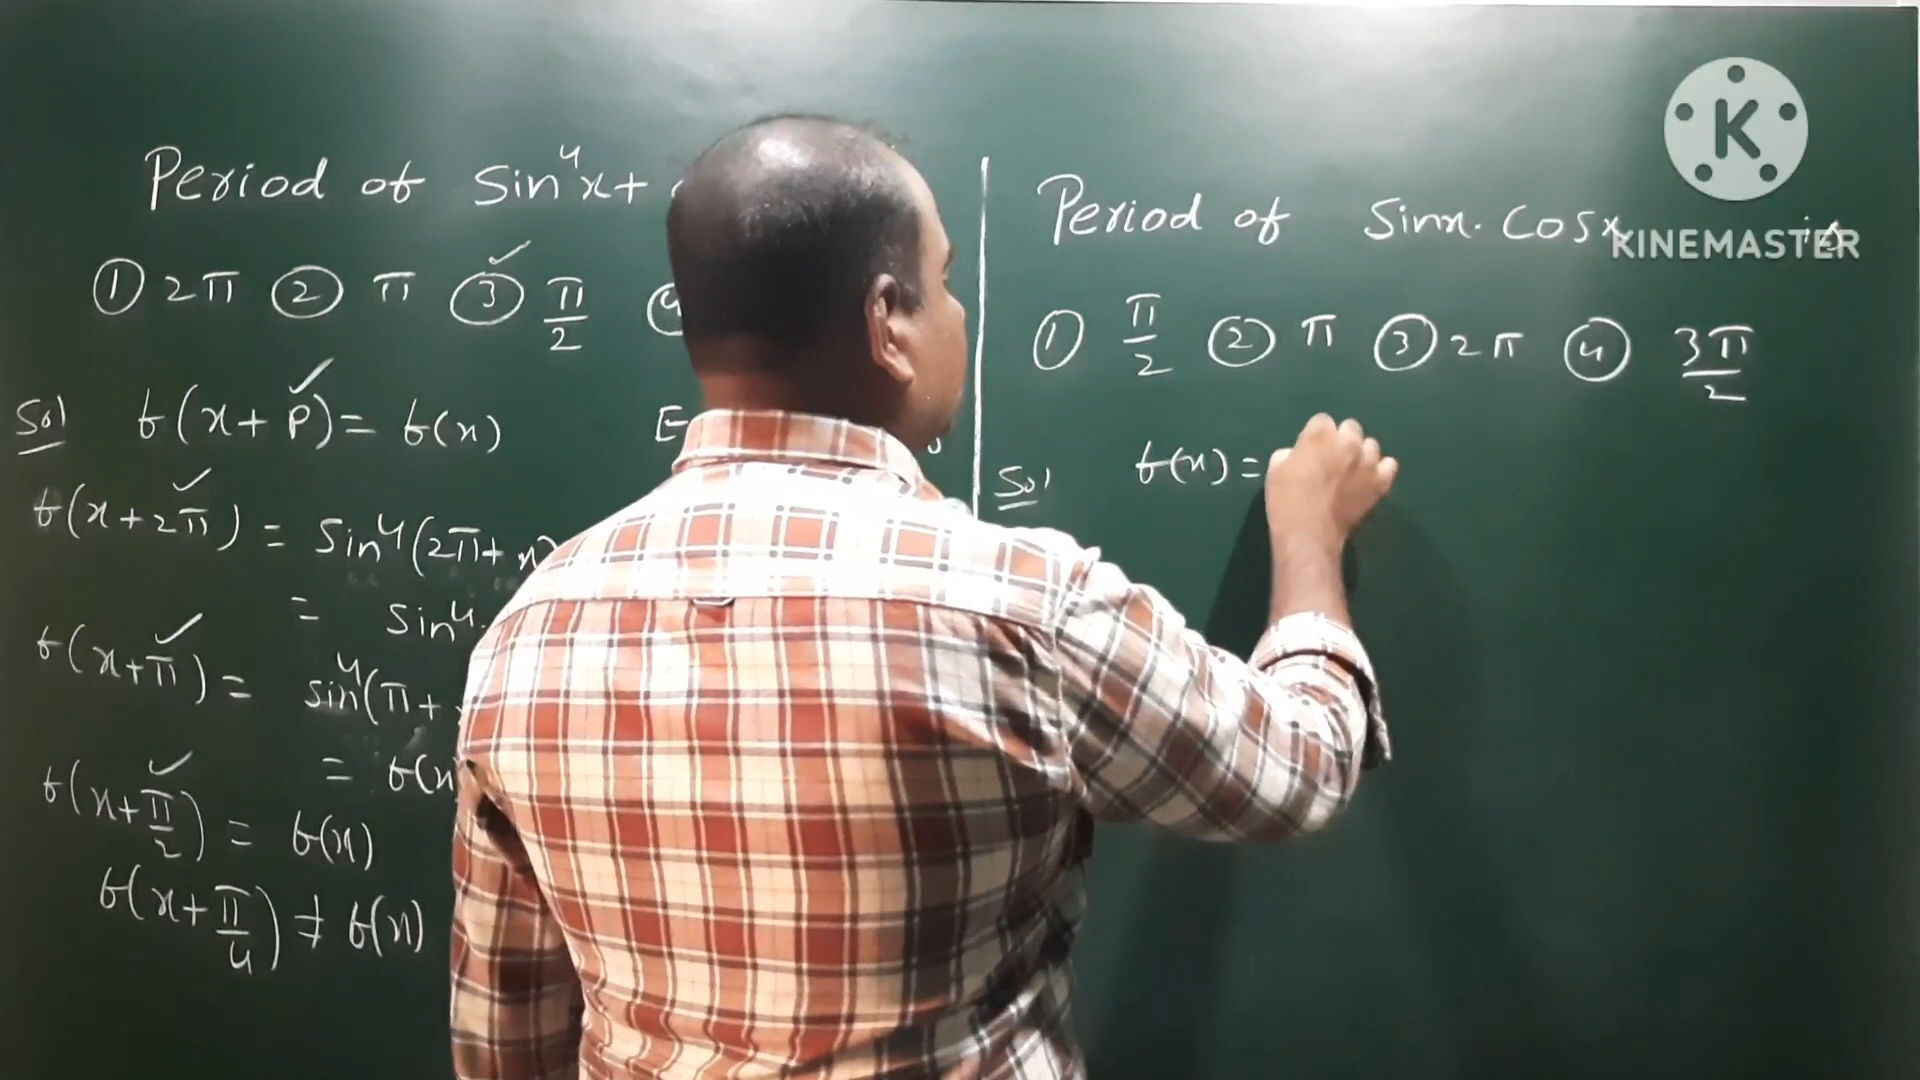 Period of Sin⁴x+
① 2π ② π ③ π/2 ④
Sol f(x+P) = f(x)
f(x+2π) = Sin⁴(2π+x)
= Sin⁴
f(x+π) = sin⁴(π+
= f(x
f(x+π/2) = f(x)
f(x+π/4) ≠ f(x)
Period of Sinx. Cosx is
① π/2 ② π ③ 2π ④ 3π/2
Sol f(x) =
K
KINEMASTER